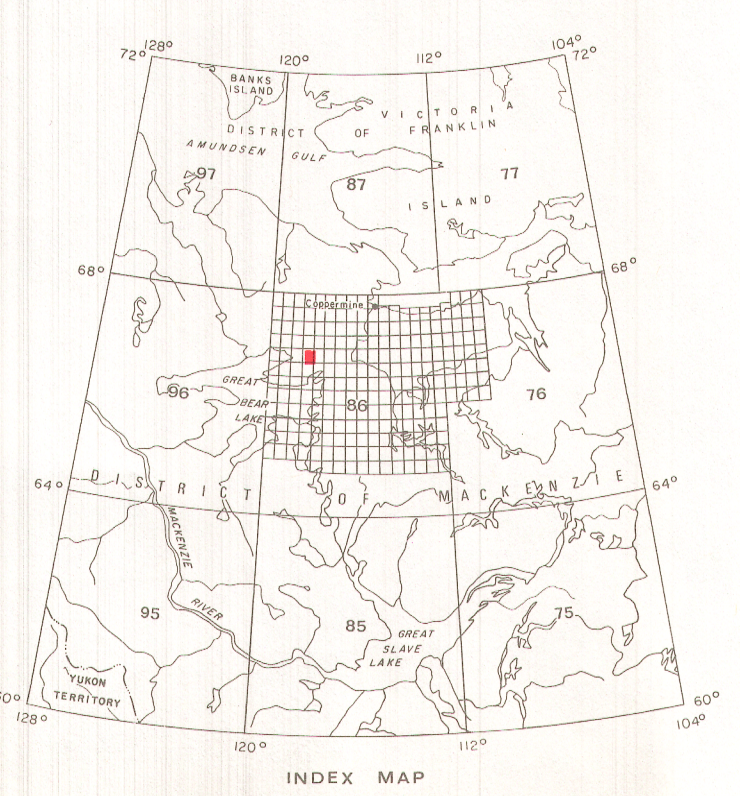 128°
120°
112°
104°
72°
72°
BANKS
ISLAND
VICTORIA
DISTRICT OF FRANKLIN
AMUNDSEN GULF
97
87
77
ISLAND
68°
68°
Coppermine
GREAT
BEAR
LAKE
96
86
76
64°
DISTRICT OF MACKENZIE
64°
MACKENZIE
RIVER
95
85
75
GREAT
SLAVE
LAKE
YUKON
TERRITORY
60°
128°
120°
112°
60°
104°
INDEX MAP